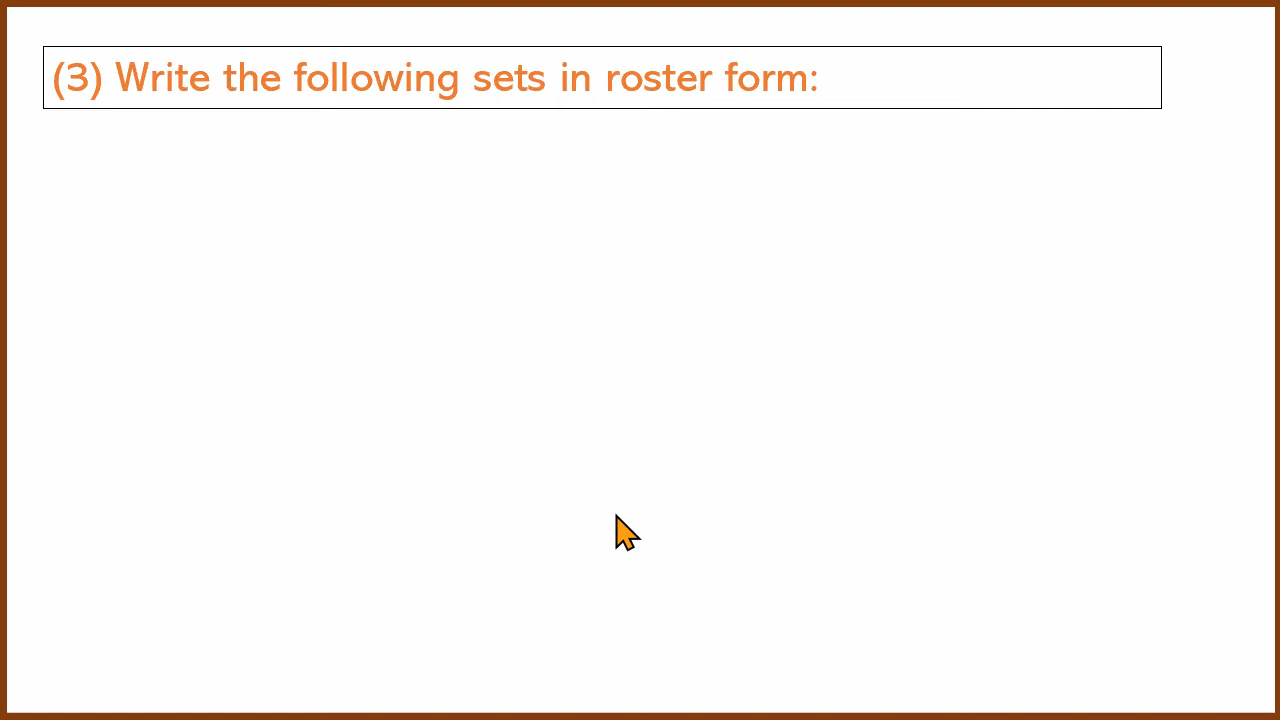 (3) Write the following sets in roster form: